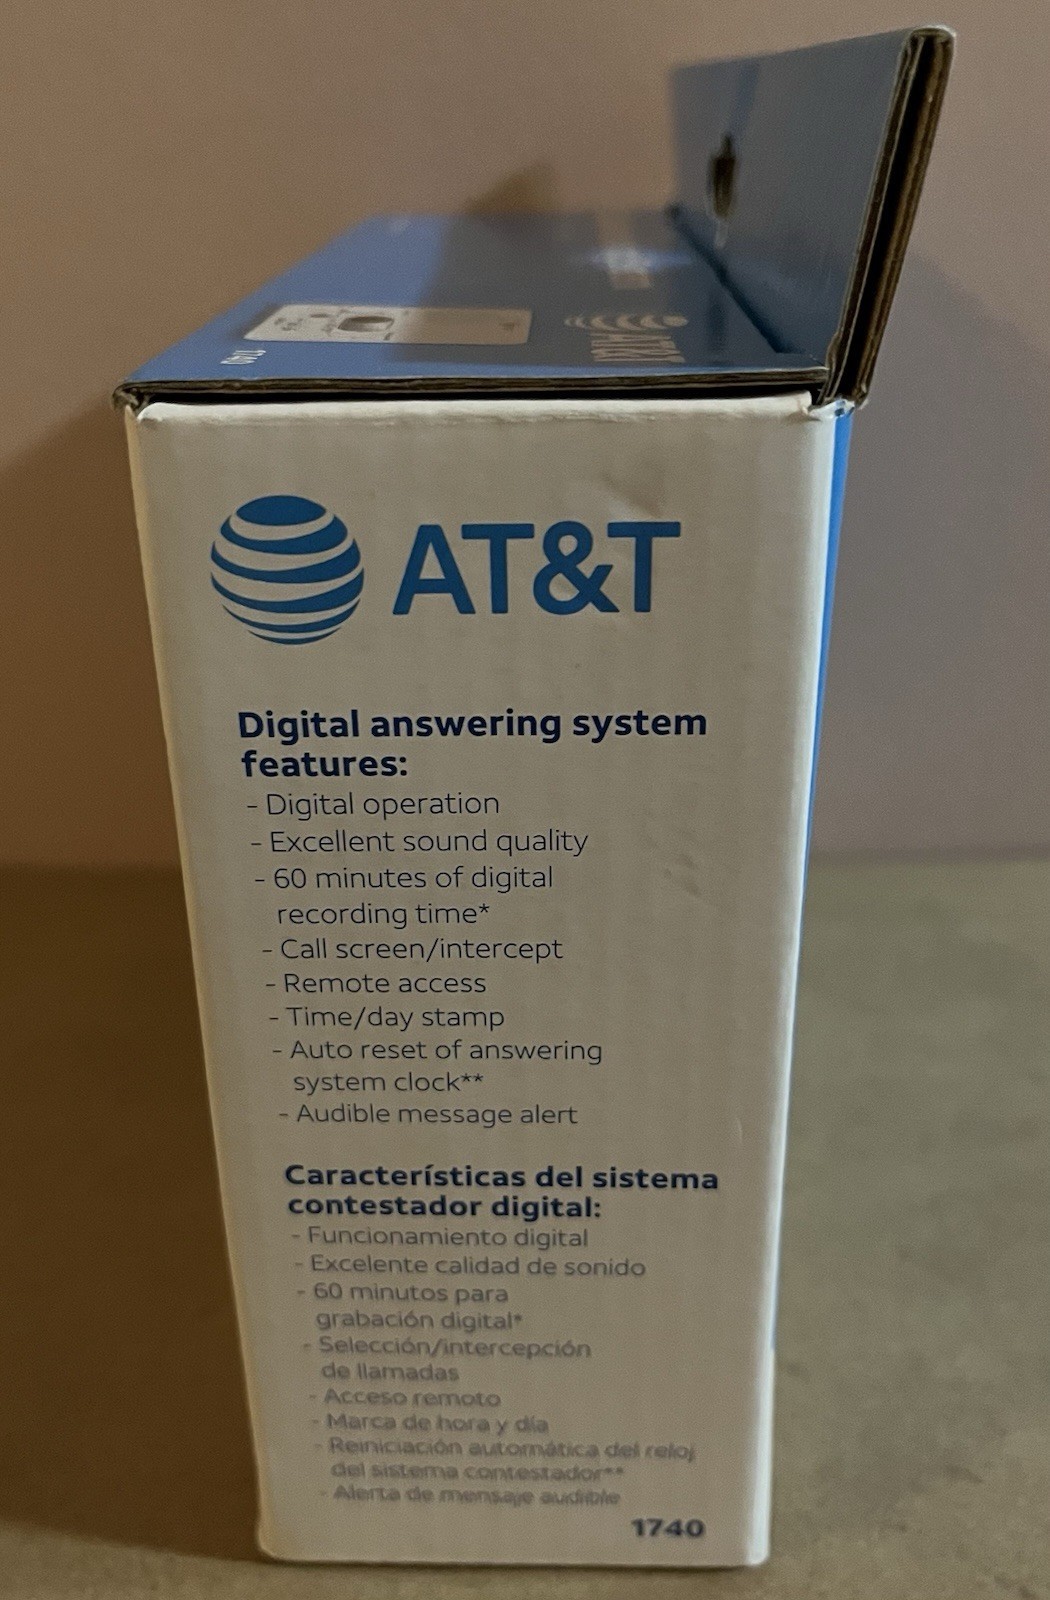 1740
AT&T
AT&T
Digital answering system
features:
- Digital operation
- Excellent sound quality
- 60 minutes of digital
recording time*
- Call screen/intercept
- Remote access
- Time/day stamp
- Auto reset of answering
system clock**
- Audible message alert
Características del sistema
contestador digital:
- Funcionamiento digital
- Excelente calidad de sonido
- 60 minutos para
grabación digital*
- Selección/intercepción
de llamadas
- Acceso remoto
- Marca de hora y día
- Reiniciación automática del reloj
del sistema contestador**
- Alerta de mensaje audible
1740